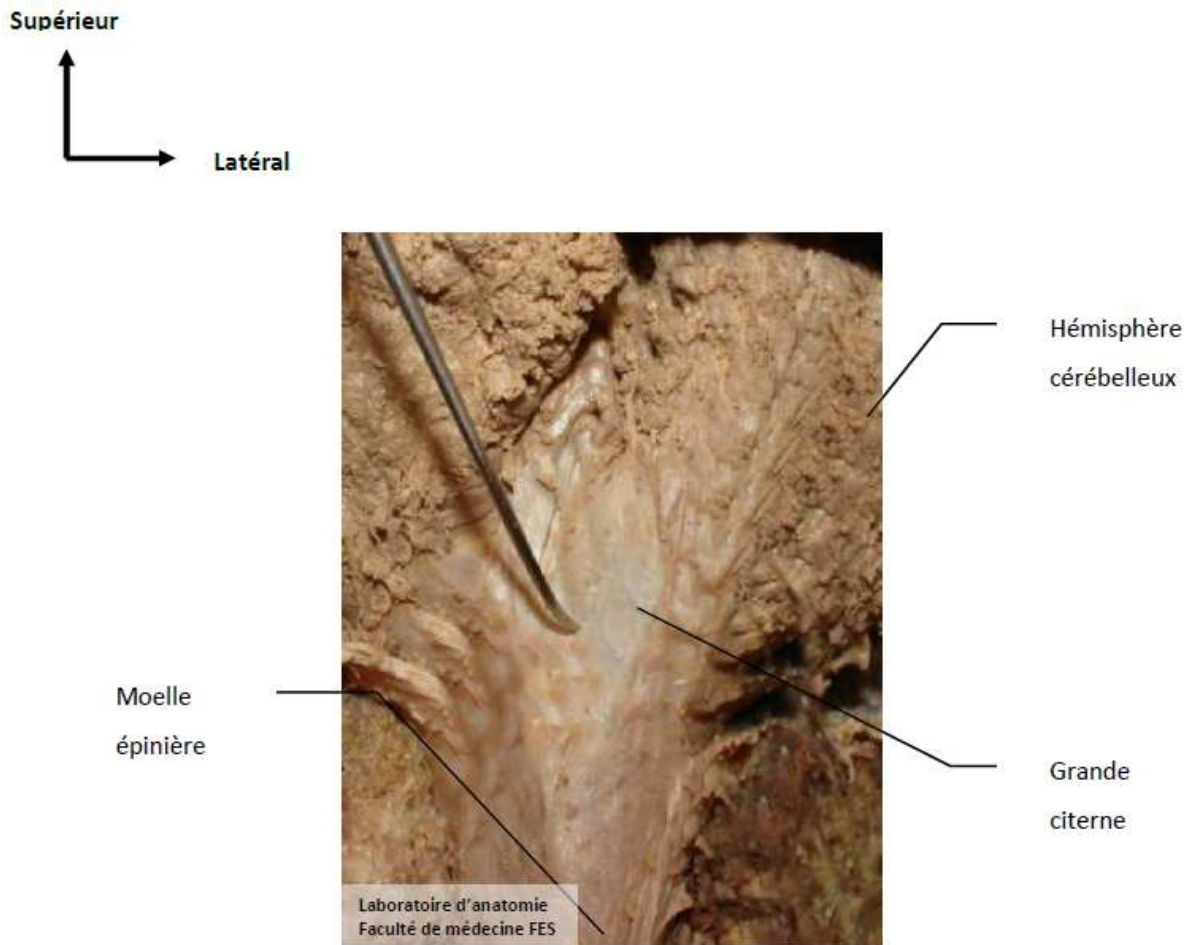 Supérieur
Latéral
Hémisphère
cérébelleux
Moelle
épinière
Grande
citerne
Laboratoire d'anatomie
Faculté de médecine FES